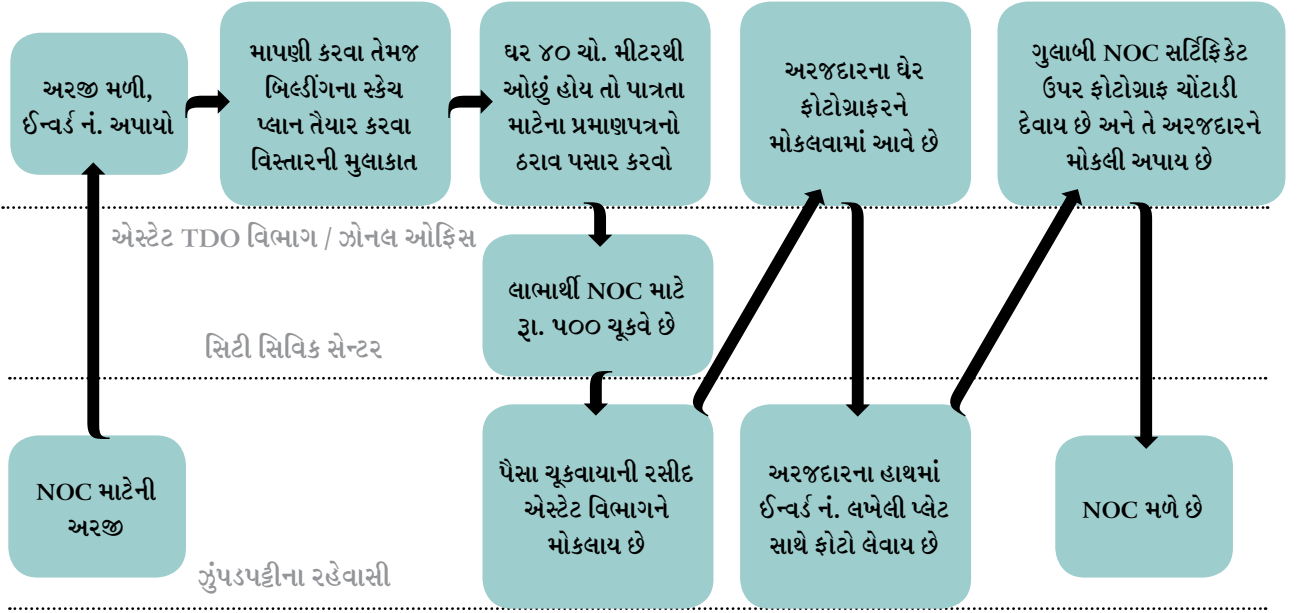 અરજી મળી,
ઈન્વર્ડ નં. અપાયો
માપણી કરવા તેમજ
બિલ્ડીંગના સ્કેચ
પ્લાન તૈયાર કરવા
વિસ્તારની મુલાકાત
ઘર ૪૦ ચો. મીટરથી
ઓછું હોય તો પાત્રતા
માટેના પ્રમાણપત્રનો
ઠરાવ પસાર કરવો
અરજદારના ઘેર
ફોટોગ્રાફરને
મોકલવામાં આવે છે
ગુલાબી NOC સર્ટિફિકેટ
ઉપર ફોટોગ્રાફ ચોંટાડી
દેવાય છે અને તે અરજદારને
મોકલી અપાય છે
એસ્ટેટ TDO વિભાગ / ઝોનલ ઓફિસ
લાભાર્થી NOC માટે
રૂા. ૫૦૦ ચૂકવે છે
સિટી સિવિક સેન્ટર
NOC માટેની
અરજી
પૈસા ચૂકવાયાની રસીદ
એસ્ટેટ વિભાગને
મોકલાય છે
અરજદારના હાથમાં
ઈન્વર્ડ નં. લખેલી પ્લેટ
સાથે ફોટો લેવાય છે
NOC મળે છે
ઝુંપડપટ્ટીના રહેવાસી